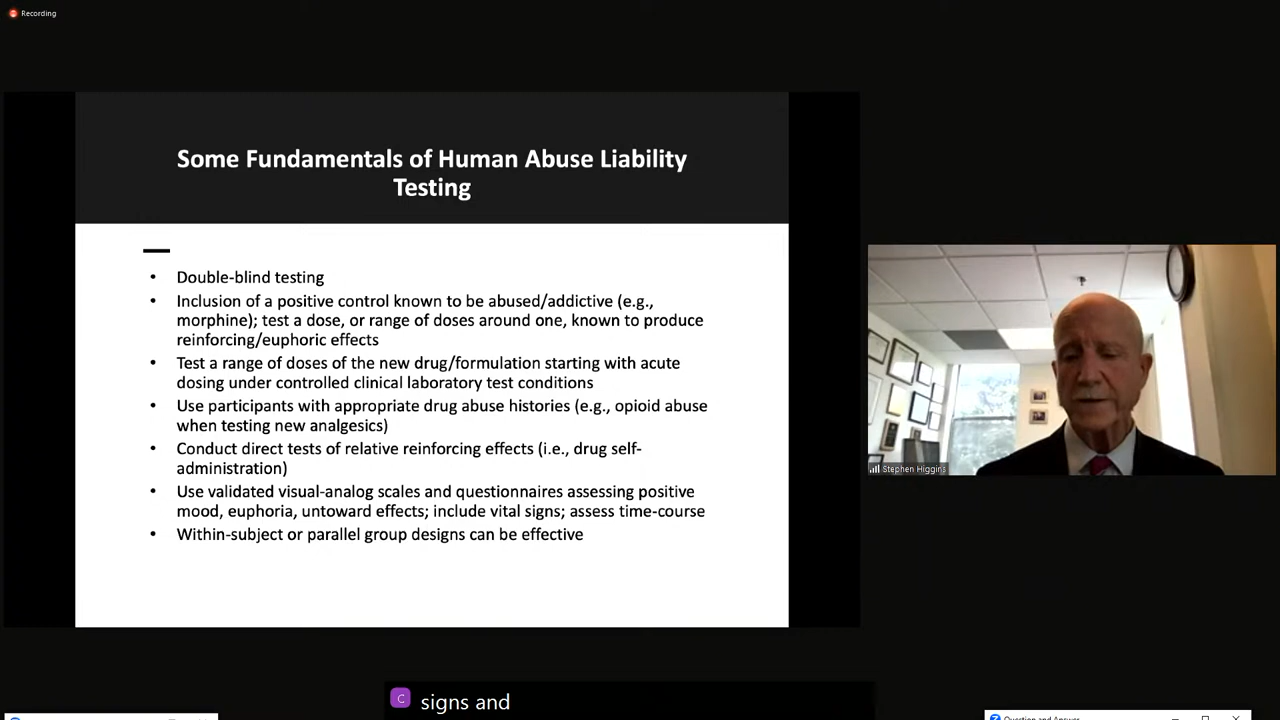 Recording
Some Fundamentals of Human Abuse Liability
Testing
• Double-blind testing
• Inclusion of a positive control known to be abused/addictive (e.g.,
morphine); test a dose, or range of doses around one, known to produce
reinforcing/euphoric effects
• Test a range of doses of the new drug/formulation starting with acute
dosing under controlled clinical laboratory test conditions
• Use participants with appropriate drug abuse histories (e.g., opioid abuse
when testing new analgesics)
• Conduct direct tests of relative reinforcing effects (i.e., drug self-
administration)
• Use validated visual-analog scales and questionnaires assessing positive
mood, euphoria, untoward effects; include vital signs; assess time-course
• Within-subject or parallel group designs can be effective
Stephen Higgins
C signs and
Question and Answer